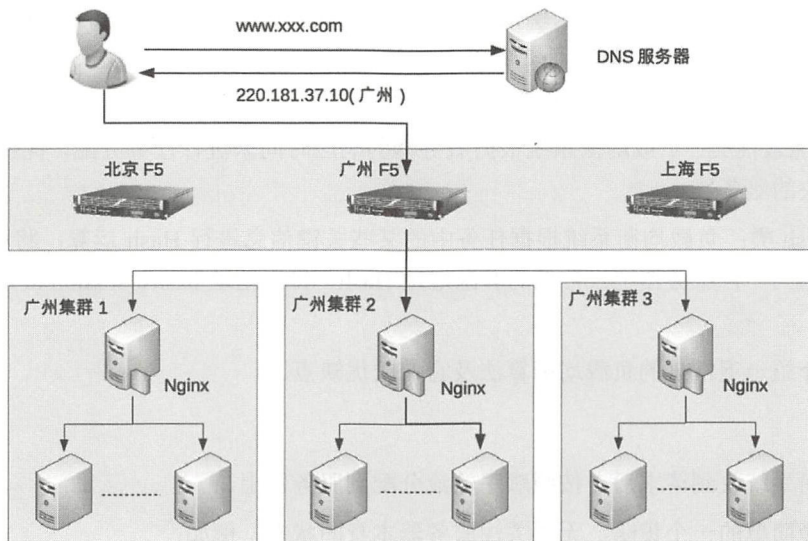 www.xxx.com
DNS 服务器
220.181.37.10( 广州 )
北京 F5
广州 F5
上海 F5
广州集群 1
广州集群 2
广州集群 3
Nginx
Nginx
Nginx